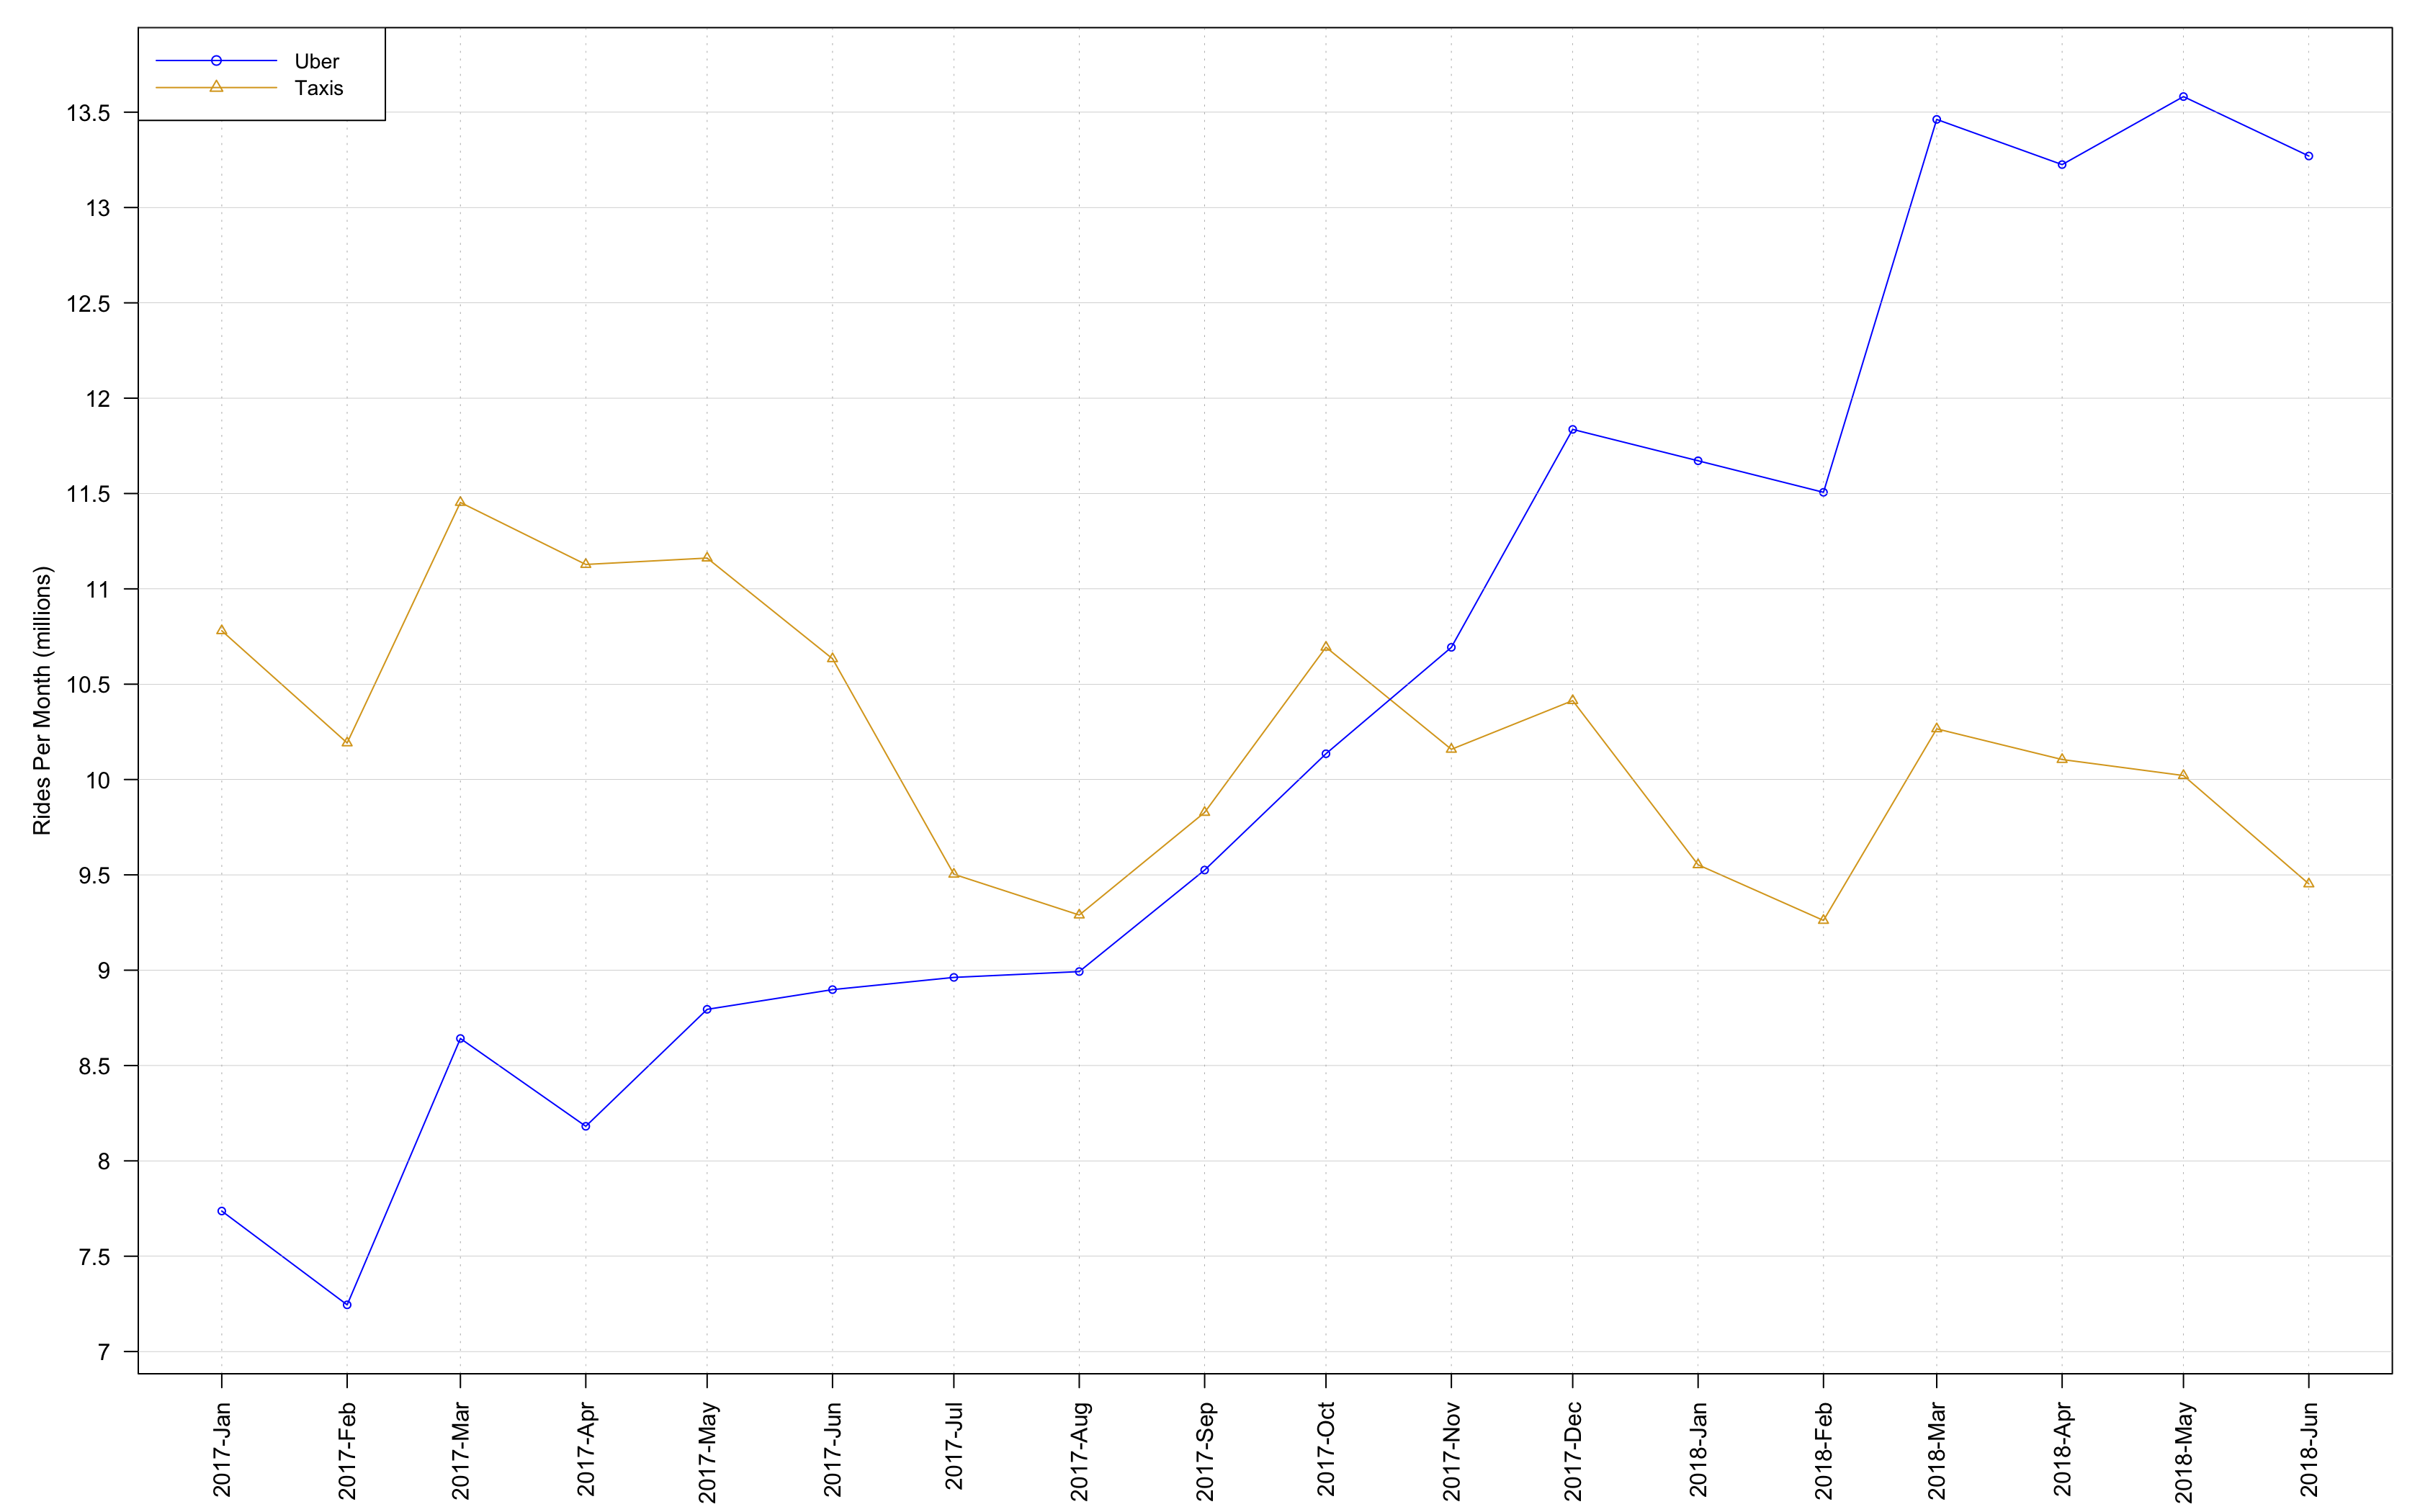 Uber
Taxis
13.5
13
12.5
12
11.5
11
10.5
10
9.5
9
8.5
8
7.5
7
Rides Per Month (millions)
2017-Jan
2017-Feb
2017-Mar
2017-Apr
2017-May
2017-Jun
2017-Jul
2017-Aug
2017-Sep
2017-Oct
2017-Nov
2017-Dec
2018-Jan
2018-Feb
2018-Mar
2018-Apr
2018-May
2018-Jun